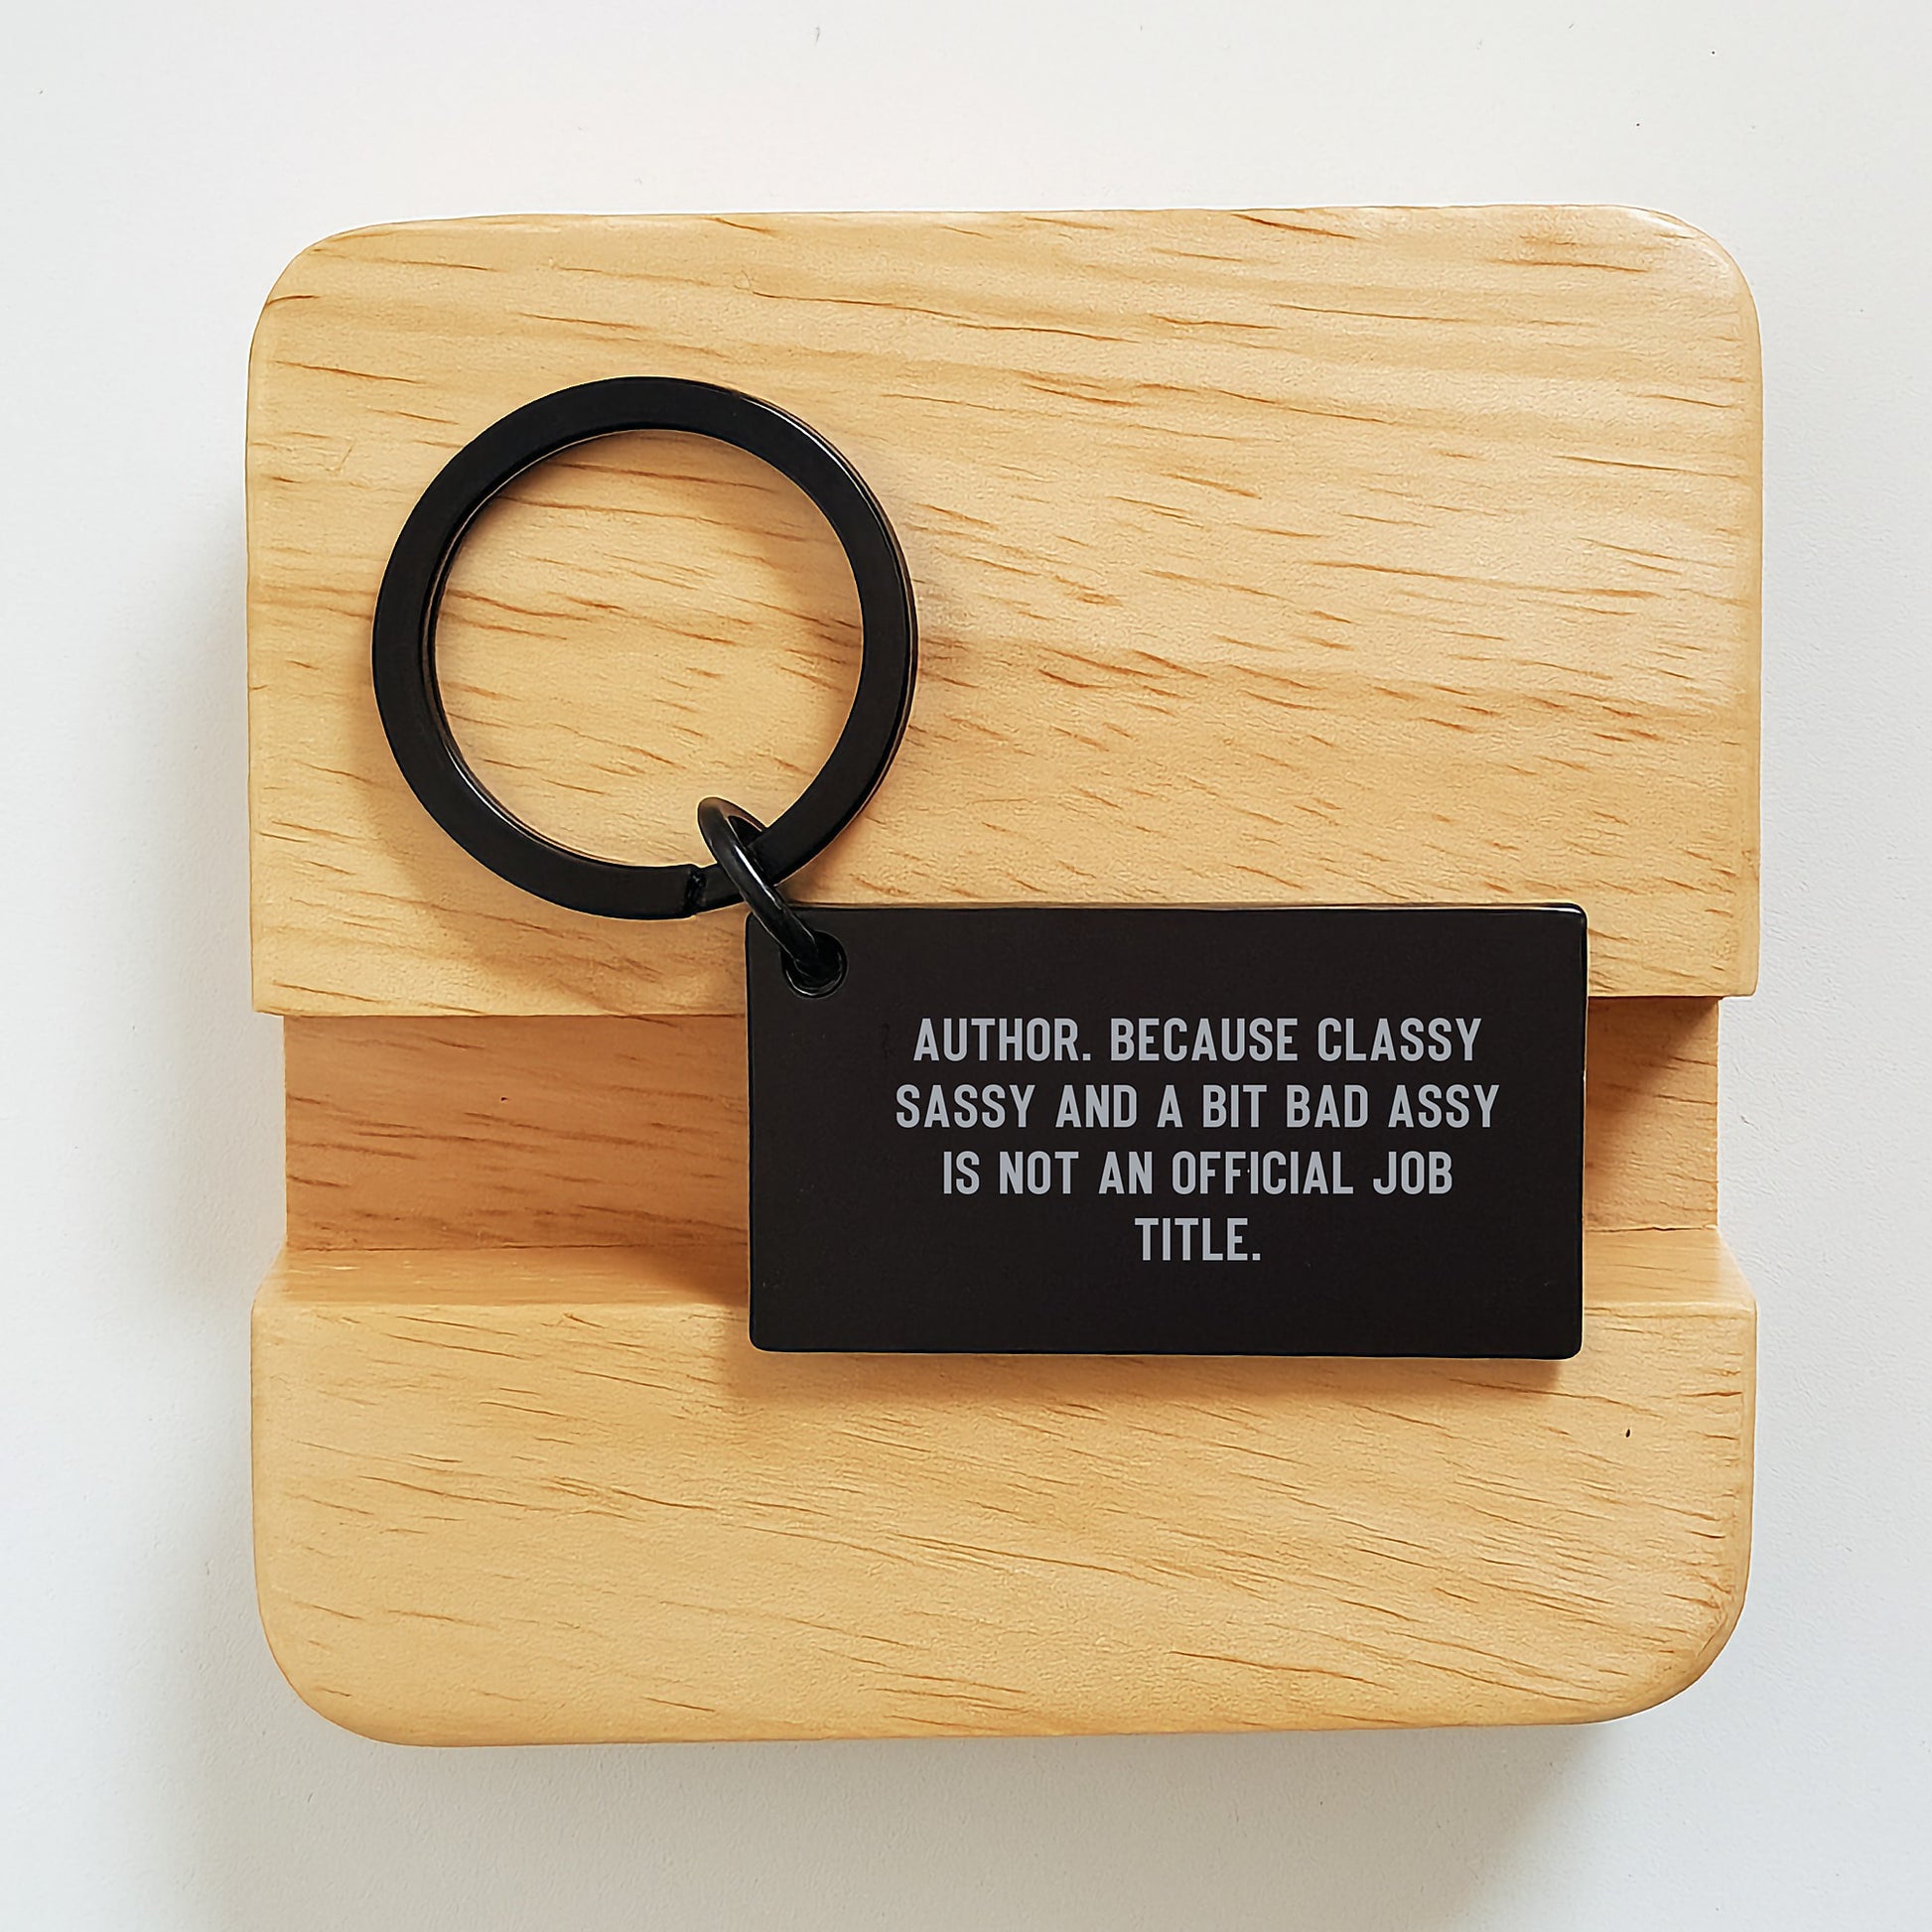 AUTHOR. BECAUSE CLASSY
SASSY AND A BIT BAD ASSY
IS NOT AN OFFICIAL JOB
TITLE.